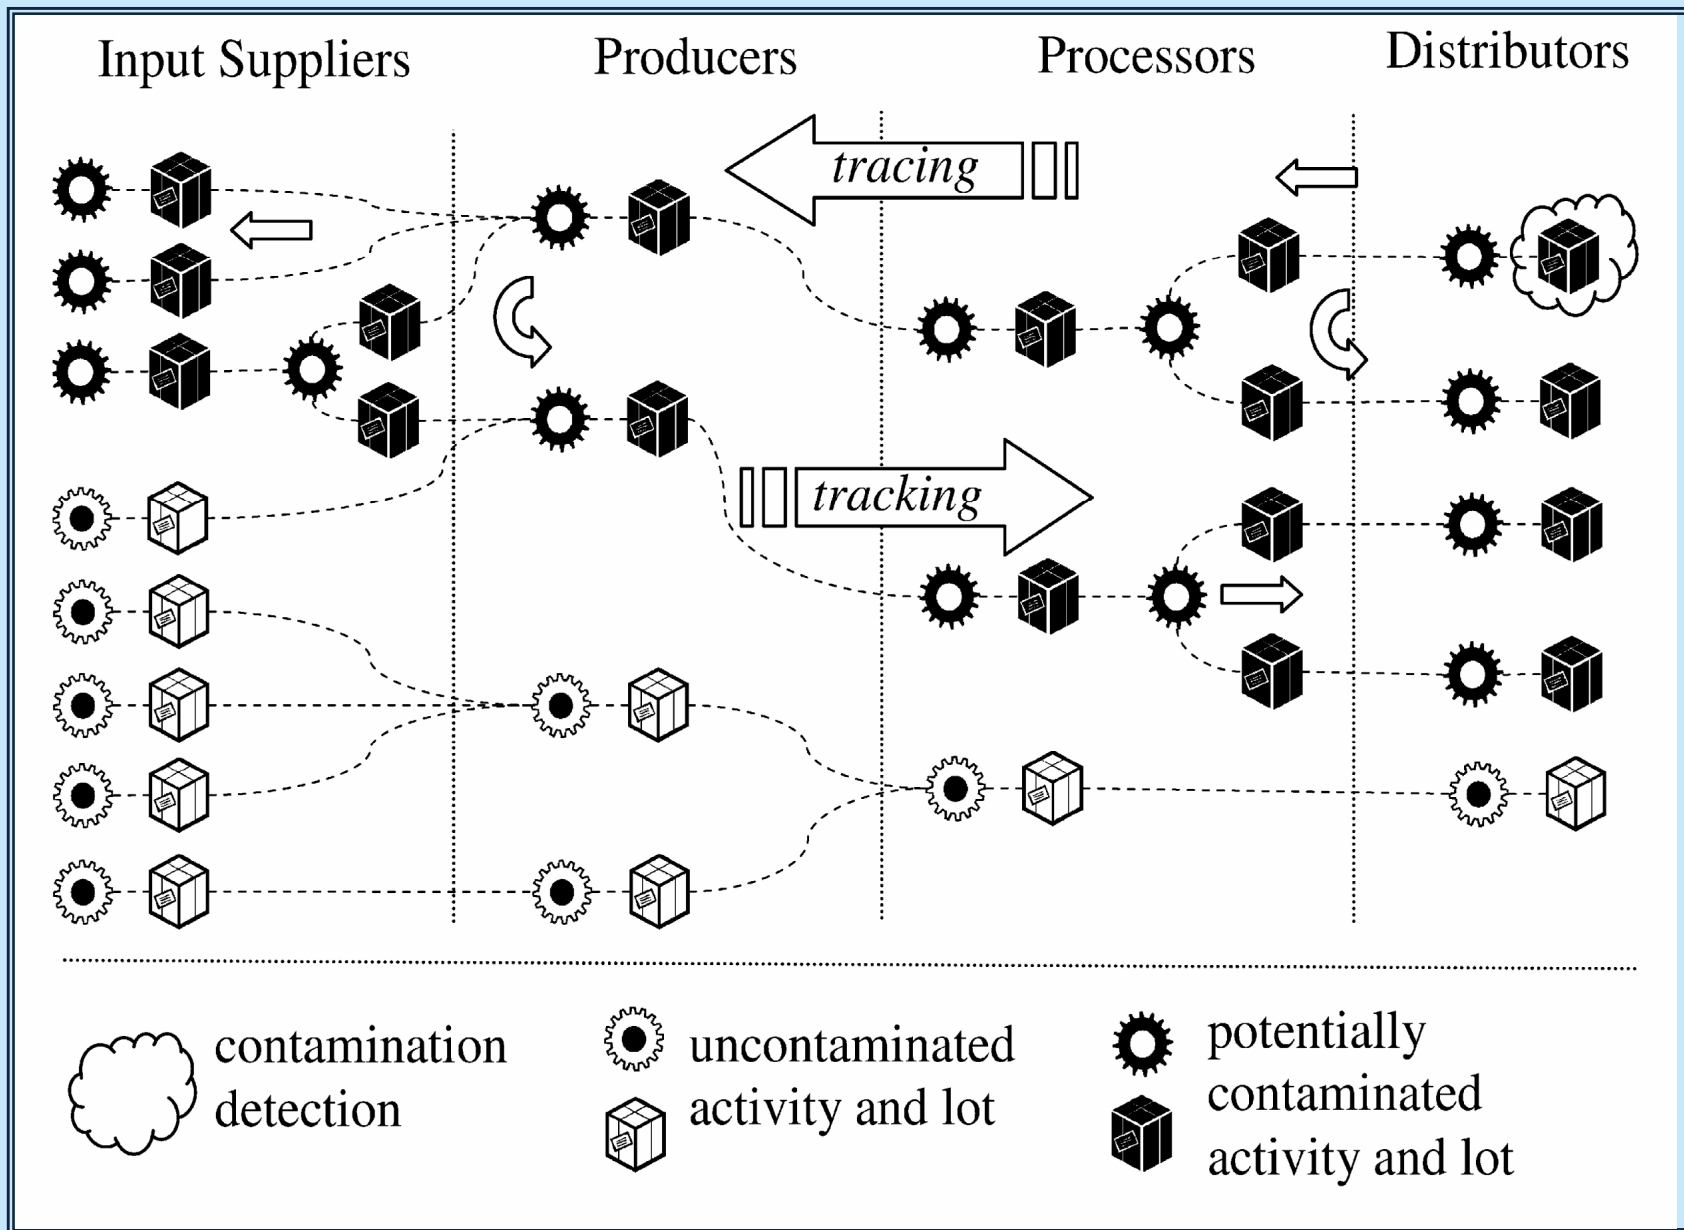 Input Suppliers
Producers
Processors
Distributors
tracing
tracking
contamination
detection
uncontaminated
activity and lot
potentially
contaminated
activity and lot